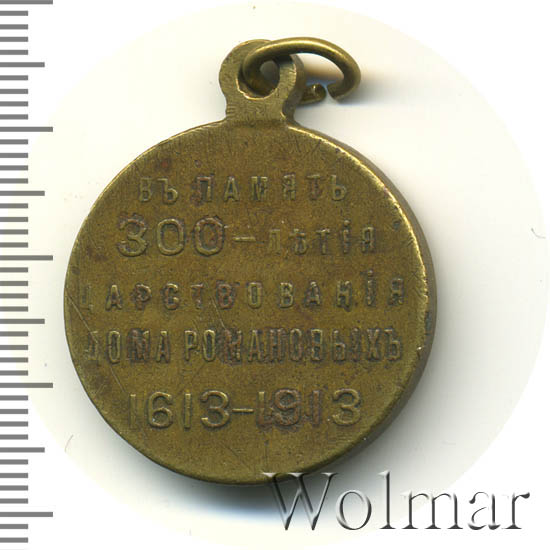 ВЪ ПАМЯТЬ
300-ЛѢТІЯ
ЦАРСТВОВАНІЯ
ДОМА РОМАНОВЫХЪ
1613-1913
Wolmar